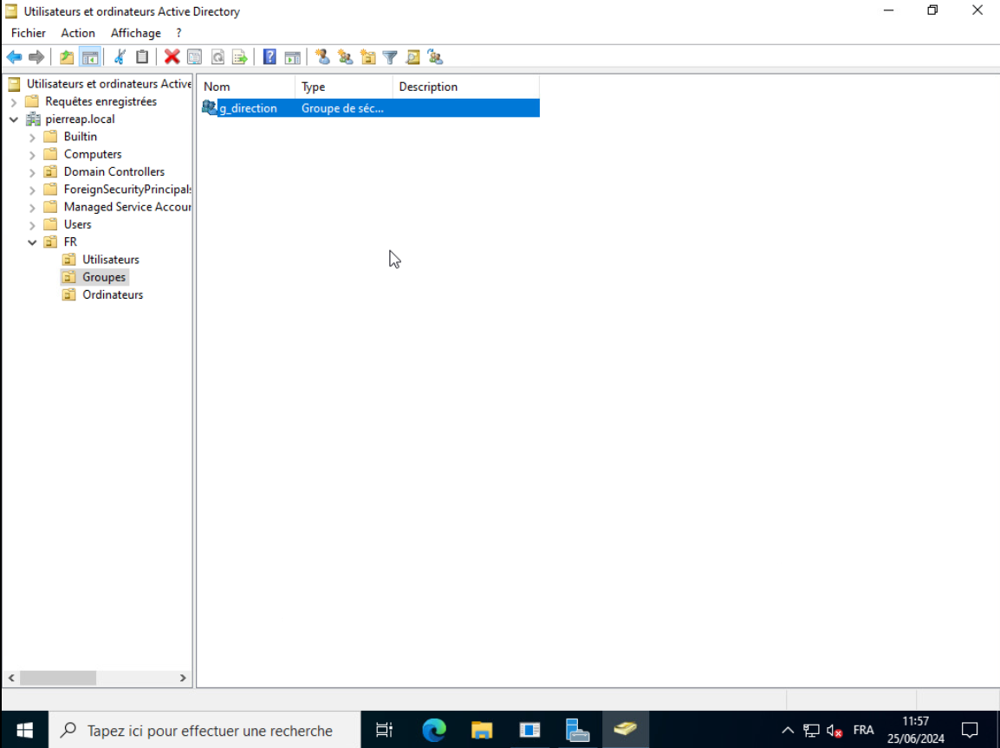 Utilisateurs et ordinateurs Active Directory
Fichier Action Affichage ?
Utilisateurs et ordinateurs Active
Requêtes enregistrées
pierreap.local
Builtin
Computers
Domain Controllers
ForeignSecurityPrincipals
Managed Service Accour
Users
FR
Utilisateurs
Groupes
Ordinateurs
Nom Type Description
g_direction Groupe de séc...
Tapez ici pour effectuer une recherche
FRA
11:57
25/06/2024